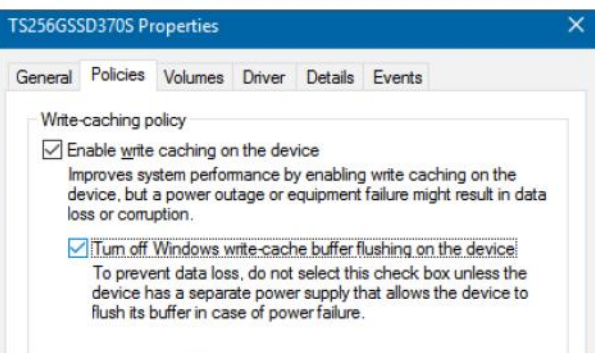 TS256GSSD370S Properties
General Policies Volumes Driver Details Events
Write-caching policy
Enable write caching on the device
Improves system performance by enabling write caching on the
device, but a power outage or equipment failure might result in data
loss or corruption.
Turn off Windows write-cache buffer flushing on the device
To prevent data loss, do not select this check box unless the
device has a separate power supply that allows the device to
flush its buffer in case of power failure.